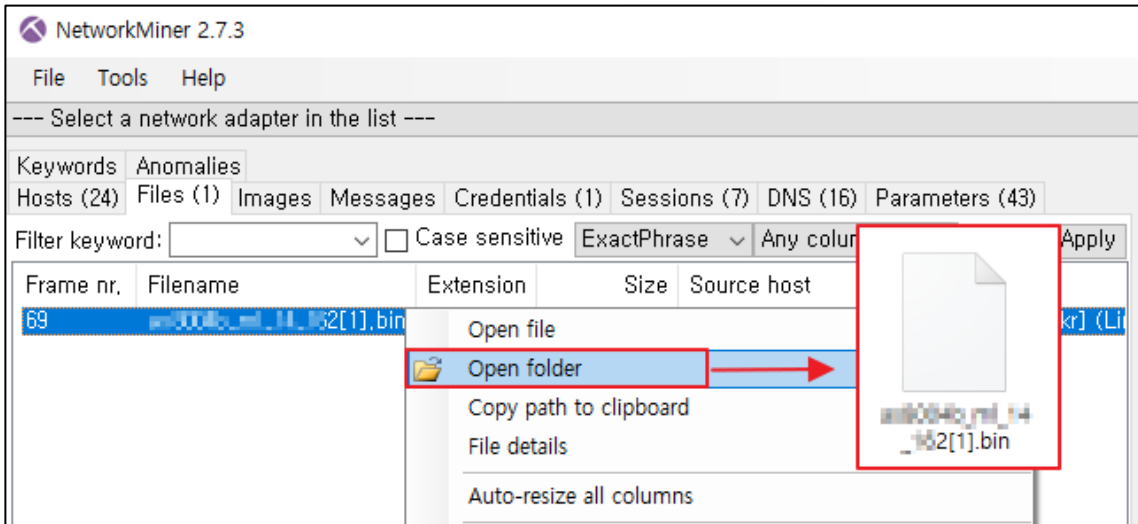 NetworkMiner 2.7.3
File Tools Help
--- Select a network adapter in the list ---
Keywords Anomalies
Hosts (24) Files (1) Images Messages Credentials (1) Sessions (7) DNS (16) Parameters (43)
Filter keyword: Case sensitive ExactPhrase Any colu Apply
Frame nr. Filename Extension Size Source host
69 62[1].bin kr] (Li
Open file
Open folder
Copy path to clipboard
File details
Auto-resize all columns
2[1].bin